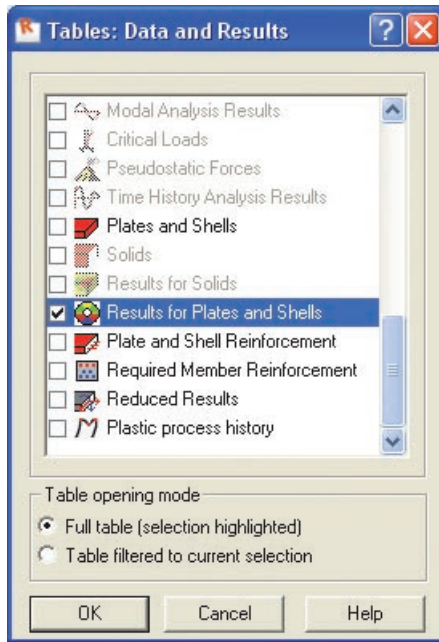 Tables: Data and Results
Modal Analysis Results
Critical Loads
Pseudostatic Forces
Time History Analysis Results
Plates and Shells
Solids
Results for Solids
Results for Plates and Shells
Plate and Shell Reinforcement
Required Member Reinforcement
Reduced Results
Plastic process history
Table opening mode
Full table (selection highlighted)
Table filtered to current selection
OK Cancel Help